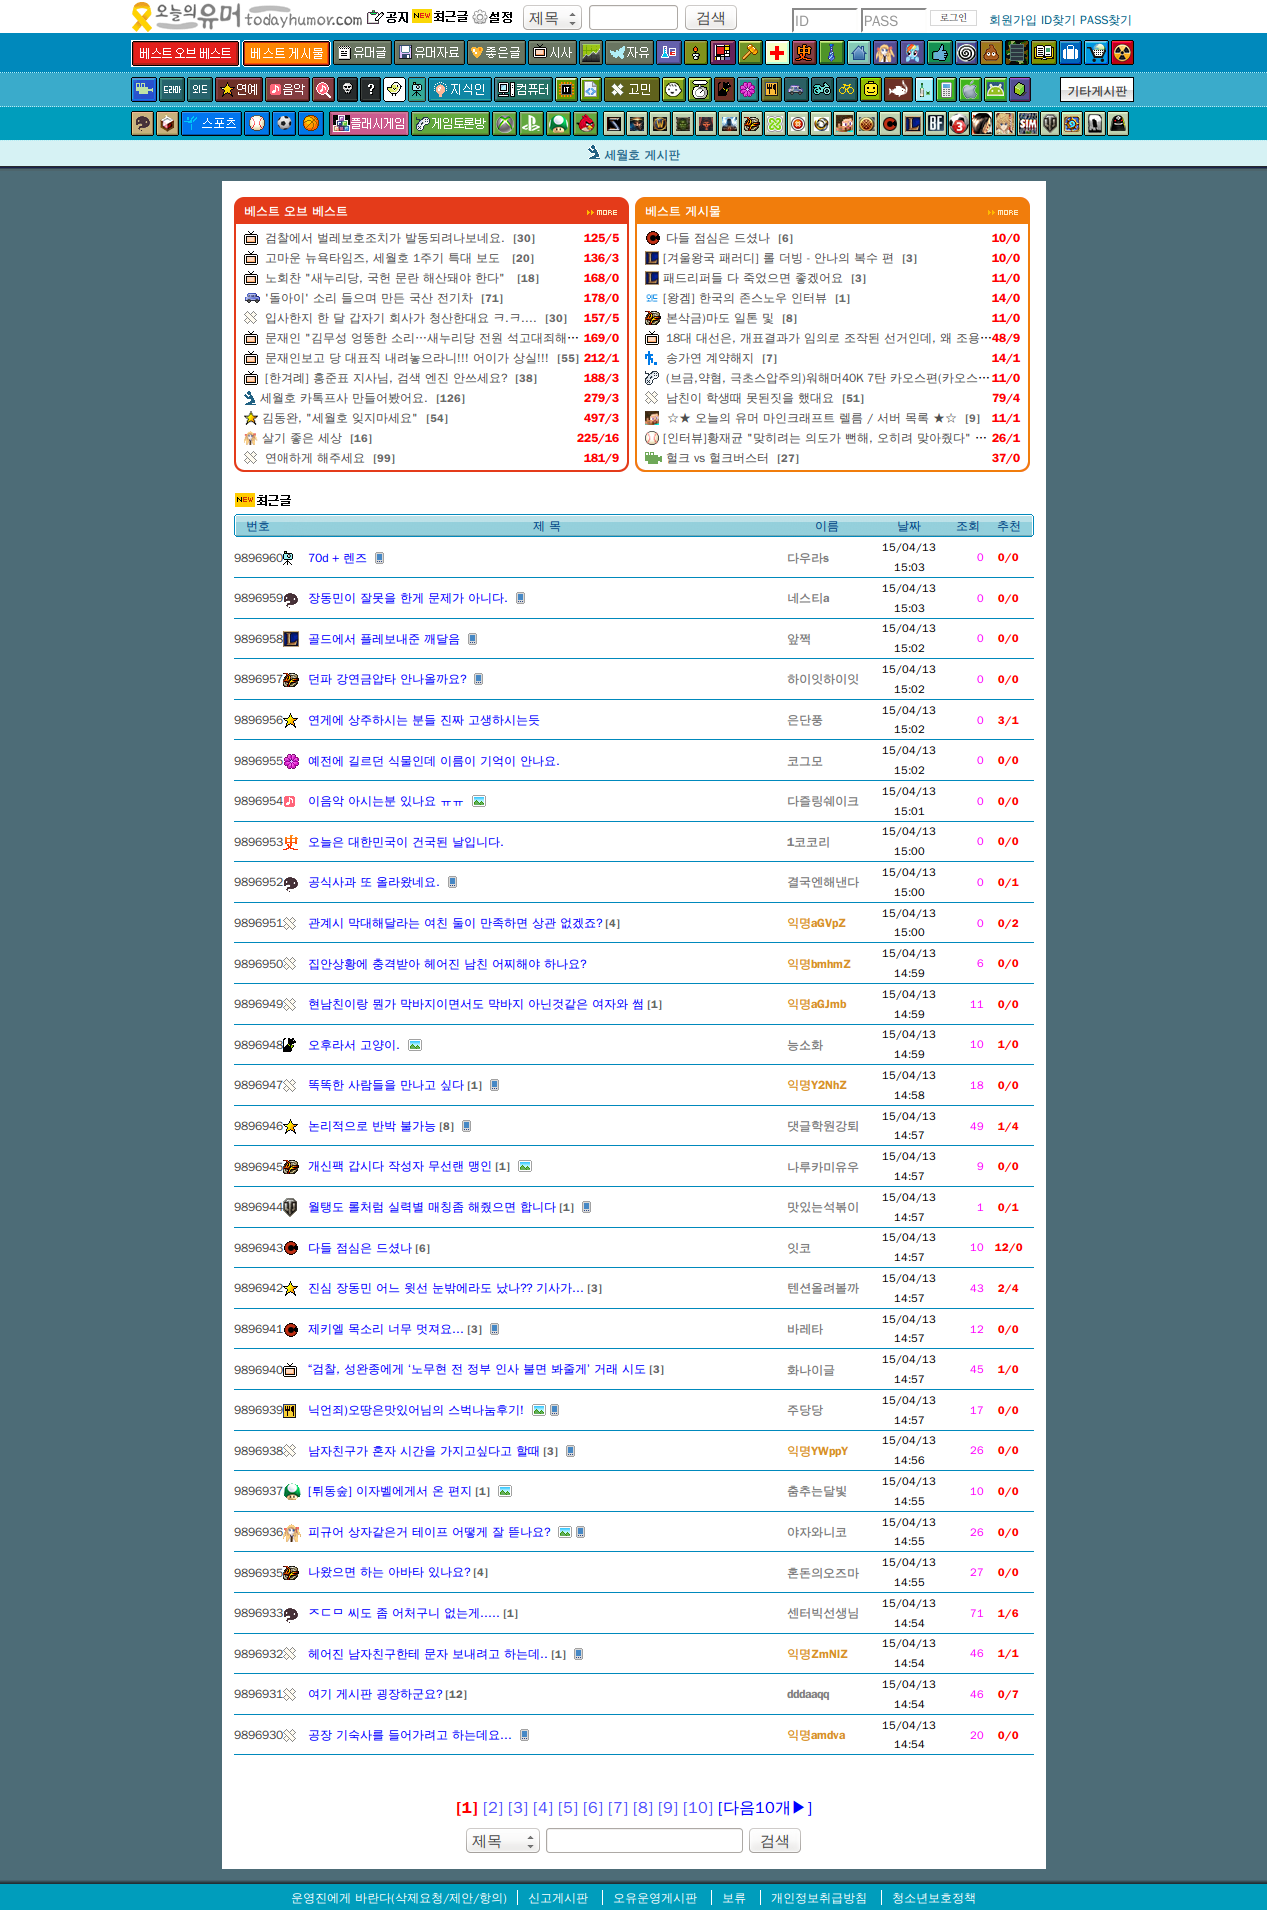 오늘의유머 todayhumor.com 공지 NEW 최근글 설정 제목 검색 ID PASS 로그인 회원가입 ID찾기 PASS찾기
베스트오브베스트 베스트게시물 유머글 유머자료 좋은글 시사 자유
드라마 외드 연예 음악 지식인 컴퓨터 IT 고민 기타게시판
스포츠 플래시게임 게임토론방
세월호 게시판
베스트 오브 베스트 MORE
검찰에서 벌레보호조치가 발동되려나보네요. [30] 125/5
고마운 뉴욕타임즈, 세월호 1주기 특대 보도 [20] 136/3
노회찬 "새누리당, 국헌 문란 해산돼야 한다" [18] 168/0
'돌아이' 소리 들으며 만든 국산 전기차 [71] 178/0
입사한지 한 달 갑자기 회사가 청산한대요 ㅋ.ㅋ.... [30] 157/5
문재인 "김무성 엉뚱한 소리…새누리당 전원 석고대죄해… 169/0
문재인보고 당 대표직 내려놓으라니!!! 어이가 상실!!! [55] 212/1
[한겨레] 홍준표 지사님, 검색 엔진 안쓰세요? [38] 188/3
세월호 카톡프사 만들어봤어요. [126] 279/3
김동완, "세월호 잊지마세요" [54] 497/3
살기 좋은 세상 [16] 225/16
연애하게 해주세요 [99] 181/9
베스트 게시물 MORE
다들 점심은 드셨나 [6] 10/0
[겨울왕국 패러디] 롤 더빙 - 안나의 복수 편 [3] 10/0
패드리퍼들 다 죽었으면 좋겠어요 [3] 11/0
[왕겜] 한국의 존스노우 인터뷰 [1] 14/0
본삭금)마도 일톤 및 [8] 11/0
18대 대선은, 개표결과가 임의로 조작된 선거인데, 왜 조용… 48/9
송가연 계약해지 [7] 14/1
(브금,약혐, 극초스압주의)워해머40K 7탄 카오스편(카오스… 11/0
남친이 학생때 못된짓을 했대요 [51] 79/4
☆★ 오늘의 유머 마인크래프트 렐름 / 서버 목록 ★☆ [9] 11/1
[인터뷰]황재균 "맞히려는 의도가 뻔해, 오히려 맞아줬다" … 26/1
헐크 vs 헐크버스터 [27] 37/0
NEW 최근글
번호 제 목 이름 날짜 조회 추천
9896960 70d + 렌즈 다우라s 15/04/13 15:03 0 0/0
9896959 장동민이 잘못을 한게 문제가 아니다. 네스티a 15/04/13 15:03 0 0/0
9896958 골드에서 플레보내준 깨달음 앞쩍 15/04/13 15:02 0 0/0
9896957 던파 강연금압타 안나올까요? 하이잇하이잇 15/04/13 15:02 0 0/0
9896956 연게에 상주하시는 분들 진짜 고생하시는듯 은단풍 15/04/13 15:02 0 3/1
9896955 예전에 길르던 식물인데 이름이 기억이 안나요. 코그모 15/04/13 15:02 0 0/0
9896954 이음악 아시는분 있나요 ㅠㅠ 다즐링쉐이크 15/04/13 15:01 0 0/0
9896953 오늘은 대한민국이 건국된 날입니다. 1코코리 15/04/13 15:00 0 0/0
9896952 공식사과 또 올라왔네요. 결국엔해낸다 15/04/13 15:00 0 0/1
9896951 관계시 막대해달라는 여친 둘이 만족하면 상관 없겠죠? [4] 익명aGVpZ 15/04/13 15:00 0 0/2
9896950 집안상황에 충격받아 헤어진 남친 어찌해야 하나요? 익명bmhmZ 15/04/13 14:59 6 0/0
9896949 현남친이랑 뭔가 막바지이면서도 막바지 아닌것같은 여자와 썸 [1] 익명aGJmb 15/04/13 14:59 11 0/0
9896948 오후라서 고양이. 능소화 15/04/13 14:59 10 1/0
9896947 똑똑한 사람들을 만나고 싶다 [1] 익명Y2NhZ 15/04/13 14:58 18 0/0
9896946 논리적으로 반박 불가능 [8] 댓글학원강퇴 15/04/13 14:57 49 1/4
9896945 개신팩 갑시다 작성자 무선랜 맹인 [1] 나루카미유우 15/04/13 14:57 9 0/0
9896944 월탱도 롤처럼 실력별 매칭좀 해줬으면 합니다 [1] 맛있는석볶이 15/04/13 14:57 1 0/1
9896943 다들 점심은 드셨나 [6] 잇코 15/04/13 14:57 10 12/0
9896942 진심 장동민 어느 윗선 눈밖에라도 났나?? 기사가... [3] 텐션올려볼까 15/04/13 14:57 43 2/4
9896941 제키엘 목소리 너무 멋져요... [3] 바레타 15/04/13 14:57 12 0/0
9896940 “검찰, 성완종에게 ‘노무현 전 정부 인사 불면 봐줄게’ 거래 시도 [3] 화나이글 15/04/13 14:57 45 1/0
9896939 닉언죄)오땅은맛있어님의 스벅나눔후기! 주당당 15/04/13 14:57 17 0/0
9896938 남자친구가 혼자 시간을 가지고싶다고 할때 [3] 익명YWppY 15/04/13 14:56 26 0/0
9896937 [튀동숲] 이자벨에게서 온 편지 [1] 춤추는달빛 15/04/13 14:55 10 0/0
9896936 피규어 상자같은거 테이프 어떻게 잘 뜯나요? 야자와니코 15/04/13 14:55 26 0/0
9896935 나왔으면 하는 아바타 있나요? [4] 혼돈의오즈마 15/04/13 14:55 27 0/0
9896933 ㅈㄷㅁ 씨도 좀 어처구니 없는게..... [1] 센터빅선생님 15/04/13 14:54 71 1/6
9896932 헤어진 남자친구한테 문자 보내려고 하는데.. [1] 익명ZmNlZ 15/04/13 14:54 46 1/1
9896931 여기 게시판 굉장하군요? [12] dddaaqq 15/04/13 14:54 46 0/7
9896930 공장 기숙사를 들어가려고 하는데요... 익명amdva 15/04/13 14:54 20 0/0
[1] [2] [3] [4] [5] [6] [7] [8] [9] [10] [다음10개▶]
제목 검색
운영진에게 바란다(삭제요청/제안/항의) 신고게시판 오유운영게시판 보류 개인정보취급방침 청소년보호정책